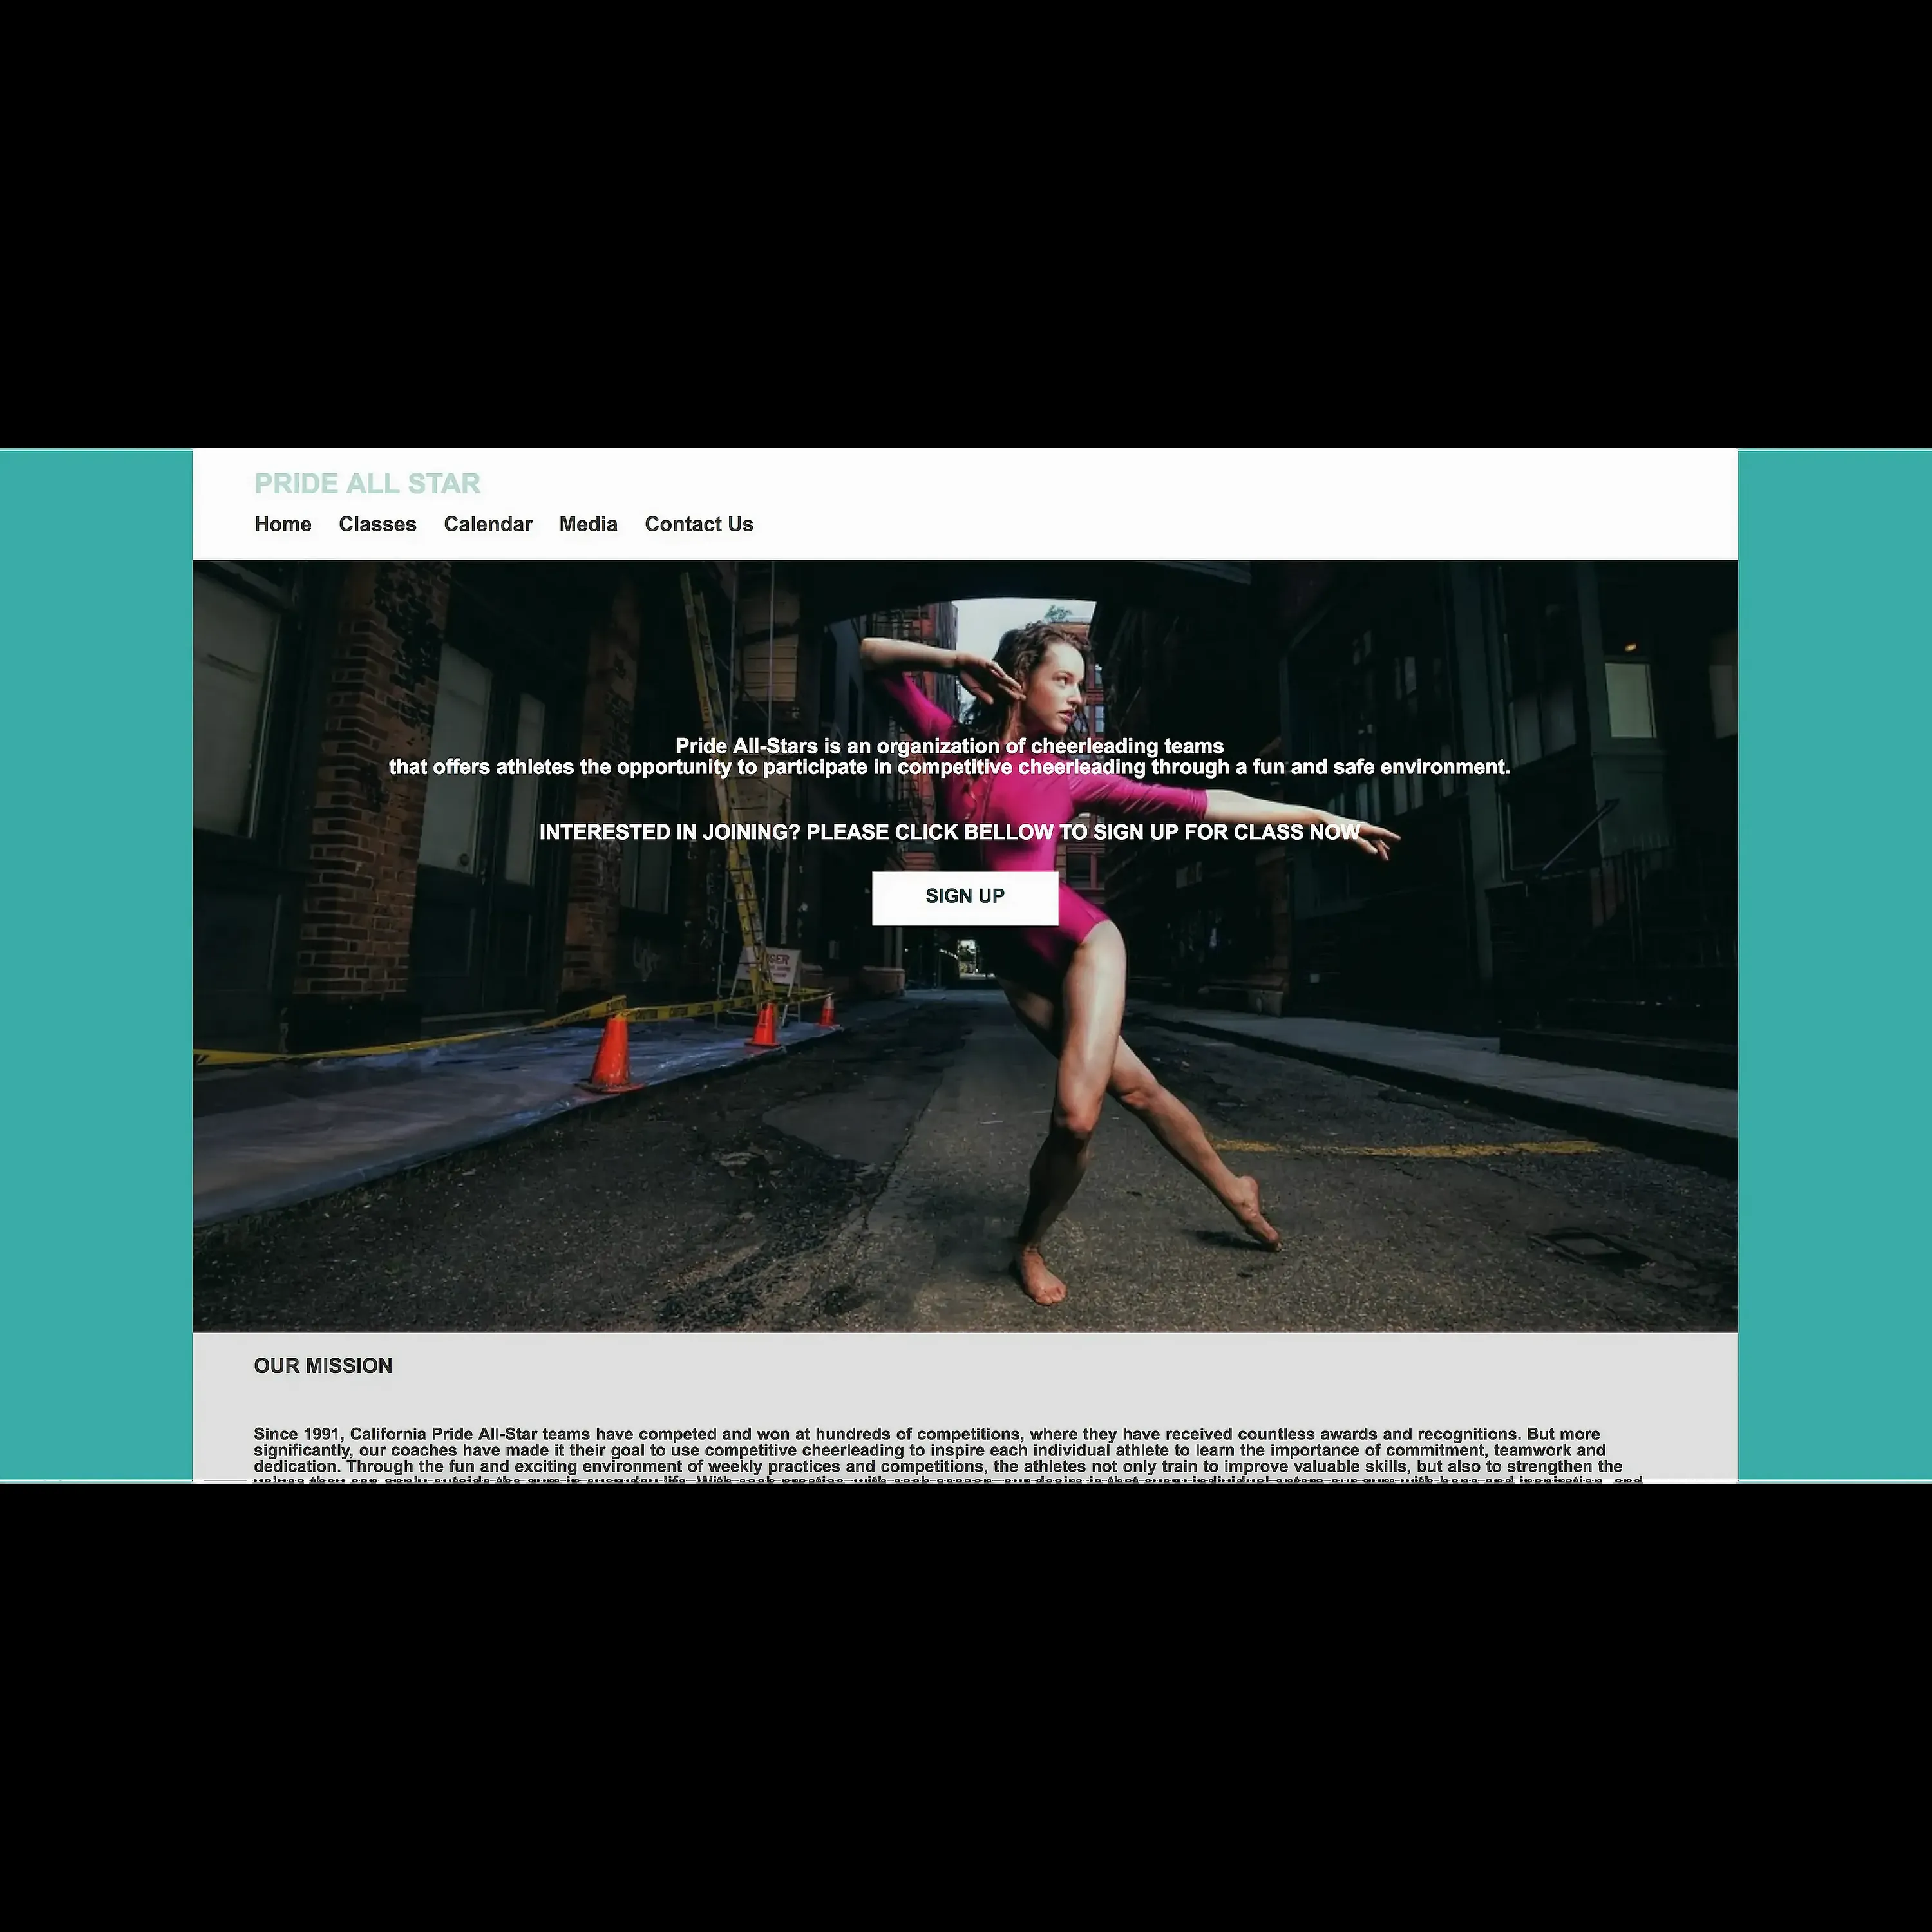 PRIDE ALL STAR
Home Classes Calendar Media Contact Us
Pride All-Stars is an organization of cheerleading teams
that offers athletes the opportunity to participate in competitive cheerleading through a fun and safe environment.
INTERESTED IN JOINING? PLEASE CLICK BELLOW TO SIGN UP FOR CLASS NOW
SIGN UP
OUR MISSION
Since 1991, California Pride All-Star teams have competed and won at hundreds of competitions, where they have received countless awards and recognitions. But more
significantly, our coaches have made it their goal to use competitive cheerleading to inspire each individual athlete to learn the importance of commitment, teamwork and
dedication. Through the fun and exciting environment of weekly practices and competitions, the athletes not only train to improve valuable skills, but also to strengthen the